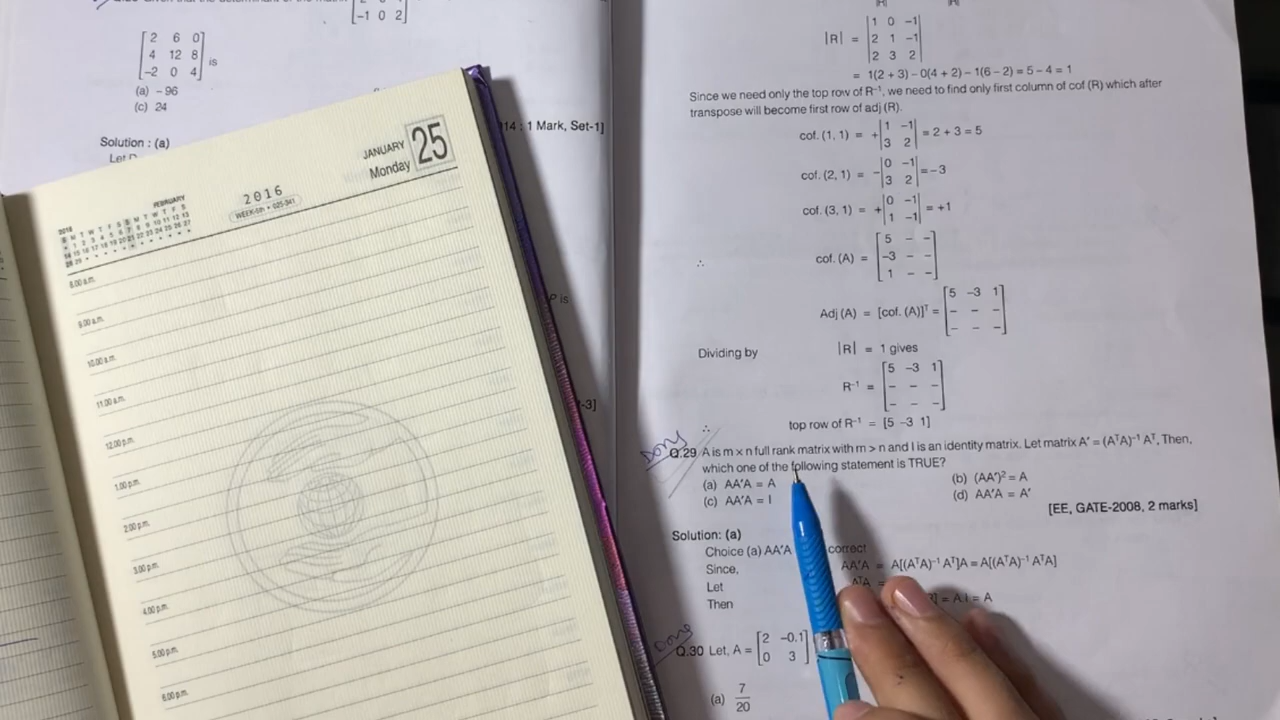 -1 0 2
2 6 0
4 12 8
-2 0 4
is
(a) – 96
(c) 24
14 : 1 Mark, Set-1]
Solution : (a)
P is
-3]
JANUARY
Monday
25
2016
FEBRUARY
2016
8.00 a.m.
9.00 a.m.
10.00 a.m.
11.00 a.m.
12.00 p.m.
1.00 p.m.
2.00 p.m.
3.00 p.m.
4.00 p.m.
5.00 p.m.
6.00 p.m.
|R| |R|
|R| = |1 0 -1|
|2 1 -1|
|2 3 2|
= 1(2 + 3) – 0(4 + 2) – 1(6 – 2) = 5 – 4 = 1
Since we need only the top row of R⁻¹, we need to find only first column of cof (R) which after
transpose will become first row of adj (R).
cof. (1, 1) = +|1 -1| = 2 + 3 = 5
|3 2|
cof. (2, 1) = –|0 -1| = –3
|3 2|
cof. (3, 1) = +|0 -1| = +1
|1 -1|
∴ cof. (A) = [5 – –]
[-3 – –]
[1 – –]
Adj (A) = [cof. (A)]ᵀ = [5 -3 1]
[– – –]
[– – –]
Dividing by |R| = 1 gives
R⁻¹ = [5 -3 1]
[– – –]
[– – –]
∴ top row of R⁻¹ = [5 –3 1]
Done
Q.29 A is m × n full rank matrix with m > n and I is an identity matrix. Let matrix A′ = (AᵀA)⁻¹ Aᵀ, Then,
which one of the following statement is TRUE?
(a) AA′A = A (b) (AA′)² = A
(c) AA′A = I (d) AA′A = A′
[EE, GATE-2008, 2 marks]
Solution: (a)
Choice (a) AA′A correct
Since, AA′A = A[(AᵀA)⁻¹ Aᵀ]A = A[(AᵀA)⁻¹ AᵀA]
Let AᵀA =
Then ] = A.I = A
Done
Q.30 Let, A = [2 -0.1]
[0 3]
(a) 7/20